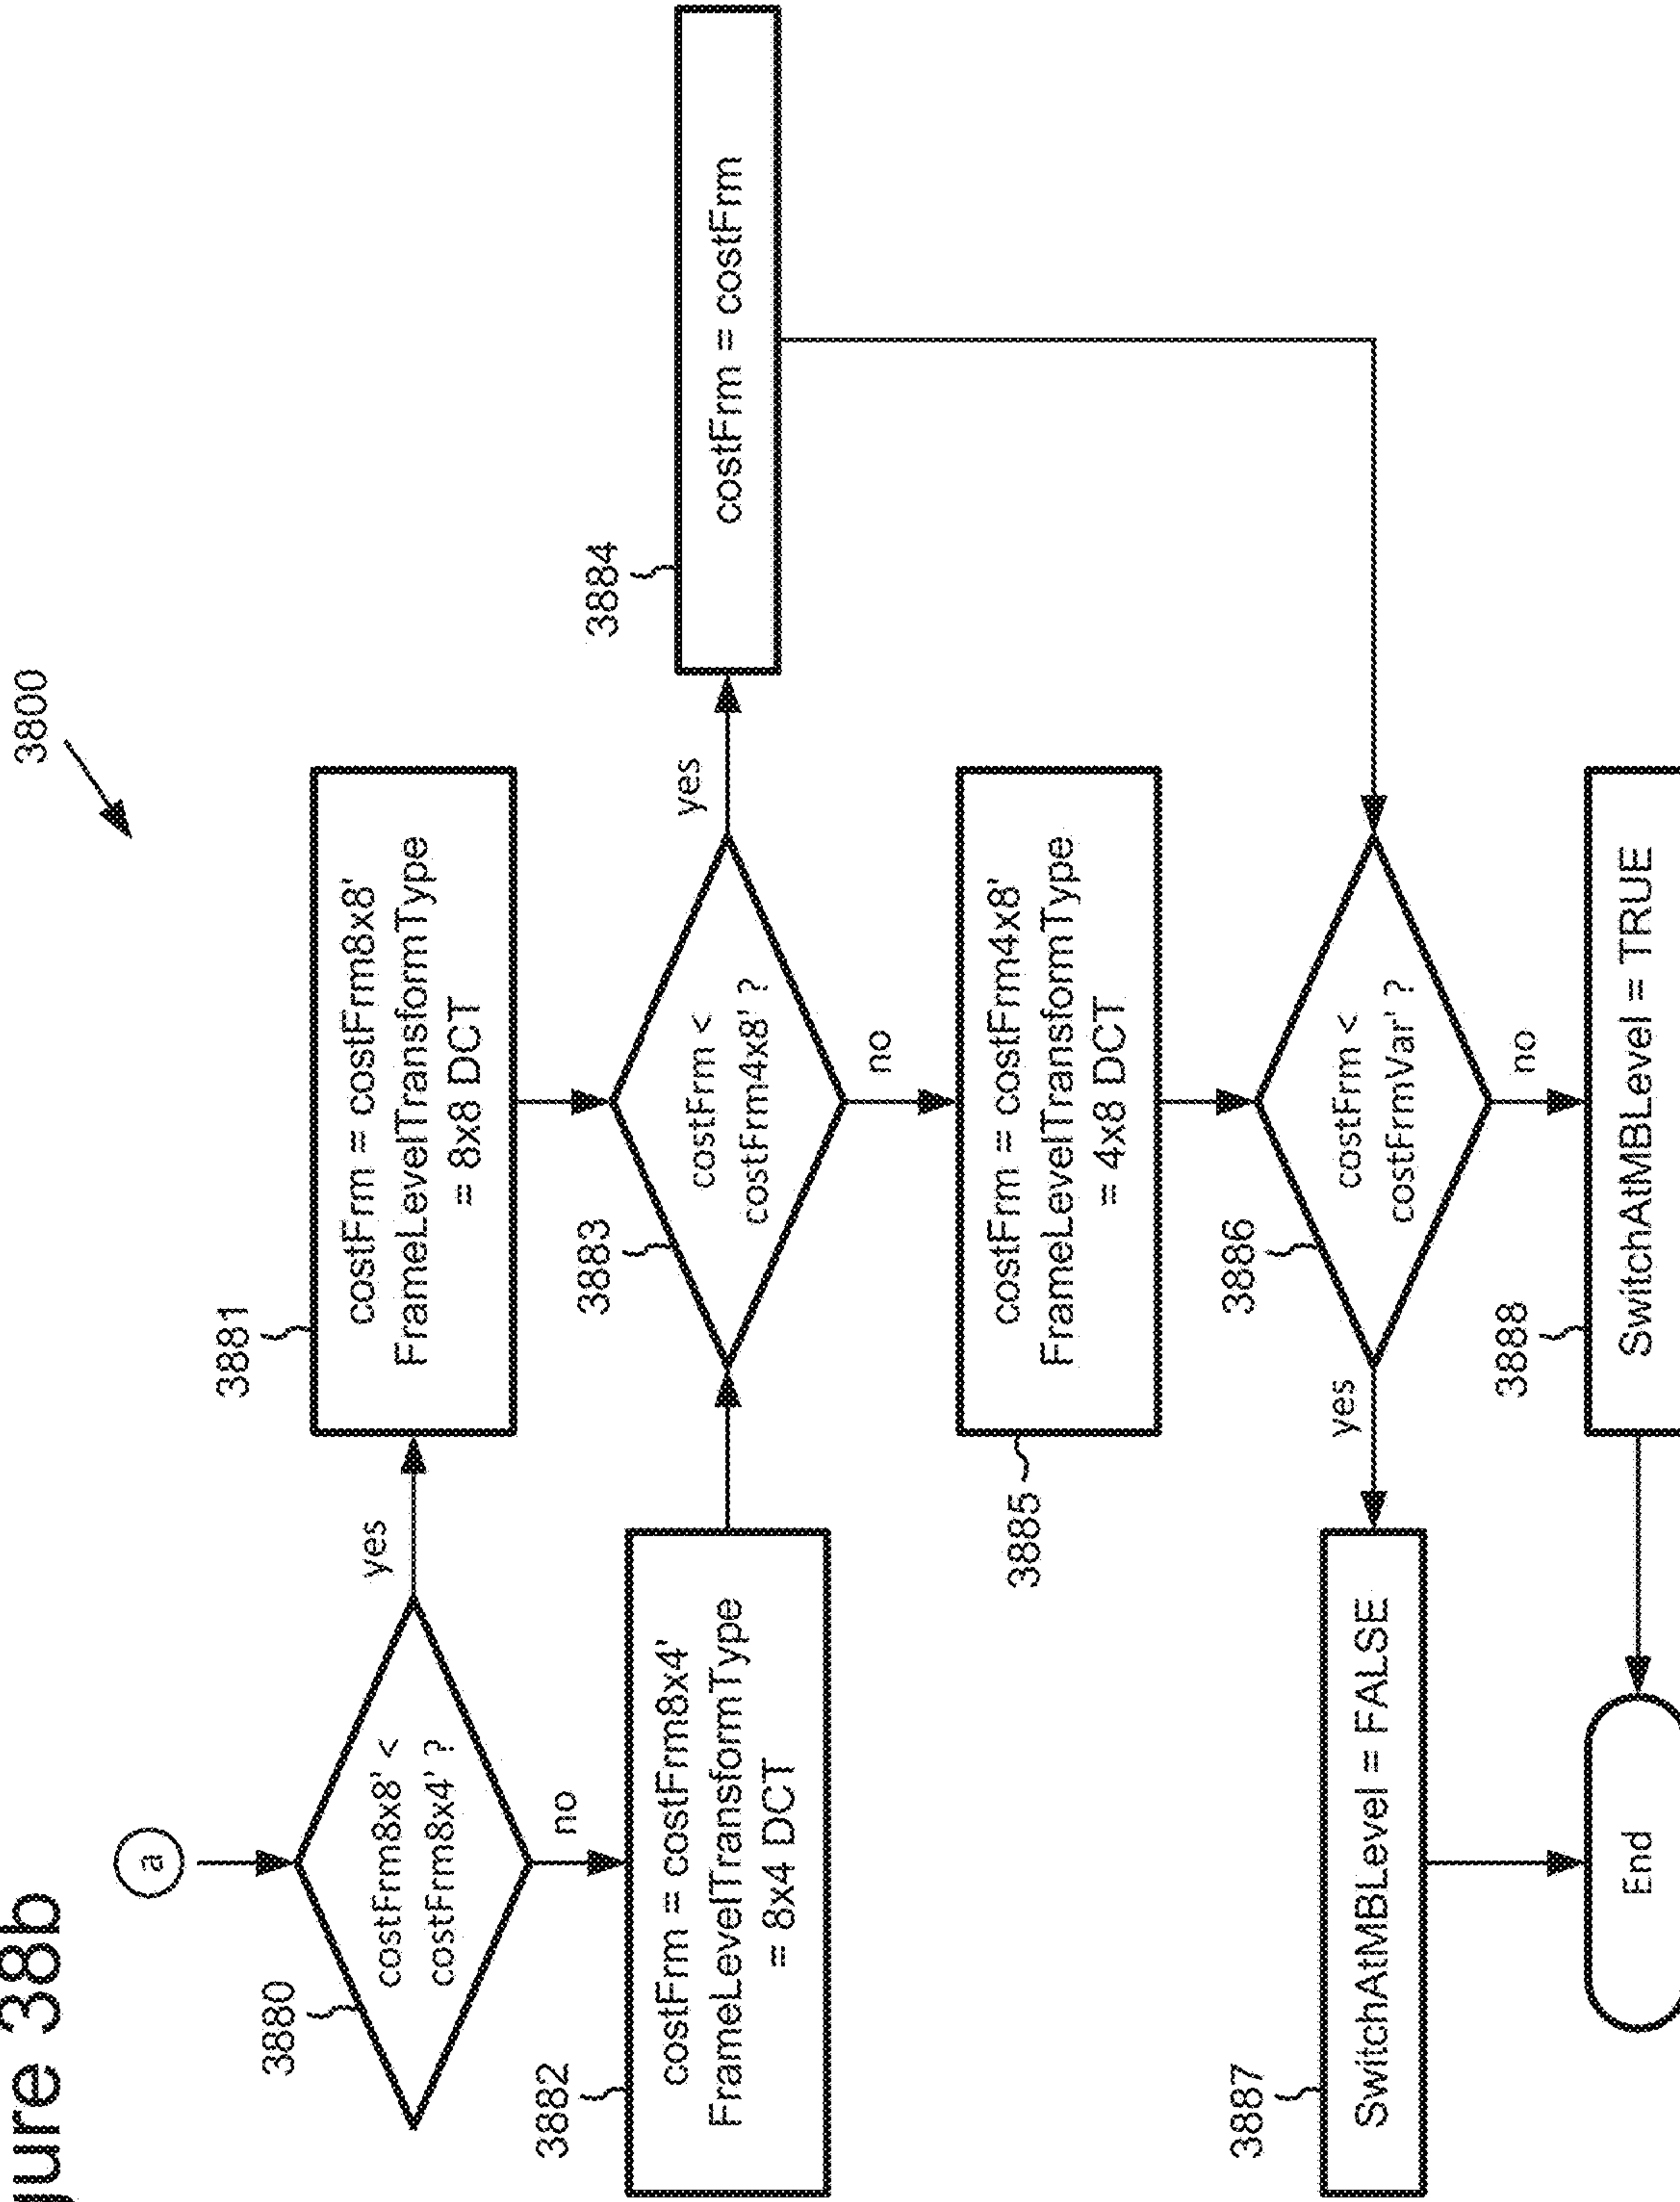 gure 38b
3800
a
3880
costFrm8x8' <
costFrm8x4' ?
yes
no
3881
costFrm = costFrm8x8'
FrameLevelTransformType
= 8x8 DCT
3882
costFrm = costFrm8x4'
FrameLevelTransformType
= 8x4 DCT
3883
costFrm <
costFrm4x8' ?
yes
no
3884
costFrm = costFrm
3885
costFrm = costFrm4x8'
FrameLevelTransformType
= 4x8 DCT
3886
costFrm <
costFrmVar' ?
yes
no
3887
SwitchAtMBLevel = FALSE
3888
SwitchAtMBLevel = TRUE
End